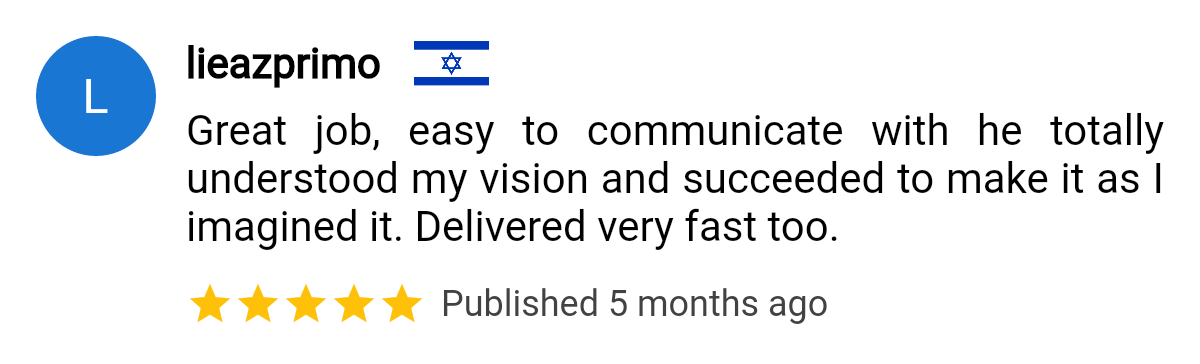 L
lieazprimo
Great job, easy to communicate with he totally
understood my vision and succeeded to make it as I
imagined it. Delivered very fast too.
Published 5 months ago